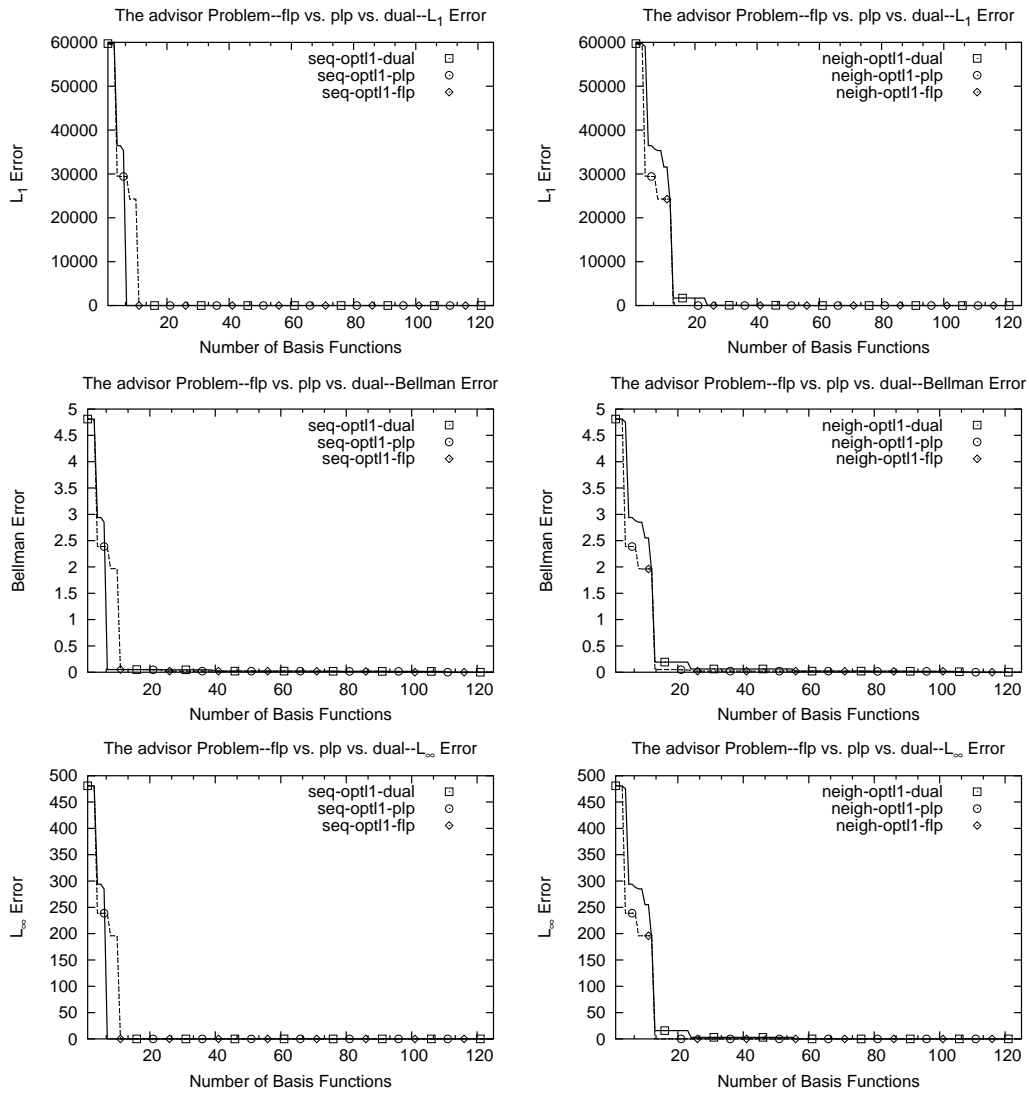 The advisor Problem--flp vs. plp vs. dual--L1 Error
60000
50000
40000
30000
20000
10000
0
L1 Error
seq-optl1-dual
seq-optl1-plp
seq-optl1-flp
20 40 60 80 100 120
Number of Basis Functions
The advisor Problem--flp vs. plp vs. dual--L1 Error
60000
50000
40000
30000
20000
10000
0
L1 Error
neigh-optl1-dual
neigh-optl1-plp
neigh-optl1-flp
20 40 60 80 100 120
Number of Basis Functions
The advisor Problem--flp vs. plp vs. dual--Bellman Error
5
4.5
4
3.5
3
2.5
2
1.5
1
0.5
0
Bellman Error
seq-optl1-dual
seq-optl1-plp
seq-optl1-flp
20 40 60 80 100 120
Number of Basis Functions
The advisor Problem--flp vs. plp vs. dual--Bellman Error
5
4.5
4
3.5
3
2.5
2
1.5
1
0.5
0
Bellman Error
neigh-optl1-dual
neigh-optl1-plp
neigh-optl1-flp
20 40 60 80 100 120
Number of Basis Functions
The advisor Problem--flp vs. plp vs. dual--L∞ Error
500
450
400
350
300
250
200
150
100
50
0
L∞ Error
seq-optl1-dual
seq-optl1-plp
seq-optl1-flp
20 40 60 80 100 120
Number of Basis Functions
The advisor Problem--flp vs. plp vs. dual--L∞ Error
500
450
400
350
300
250
200
150
100
50
0
L∞ Error
neigh-optl1-dual
neigh-optl1-plp
neigh-optl1-flp
20 40 60 80 100 120
Number of Basis Functions